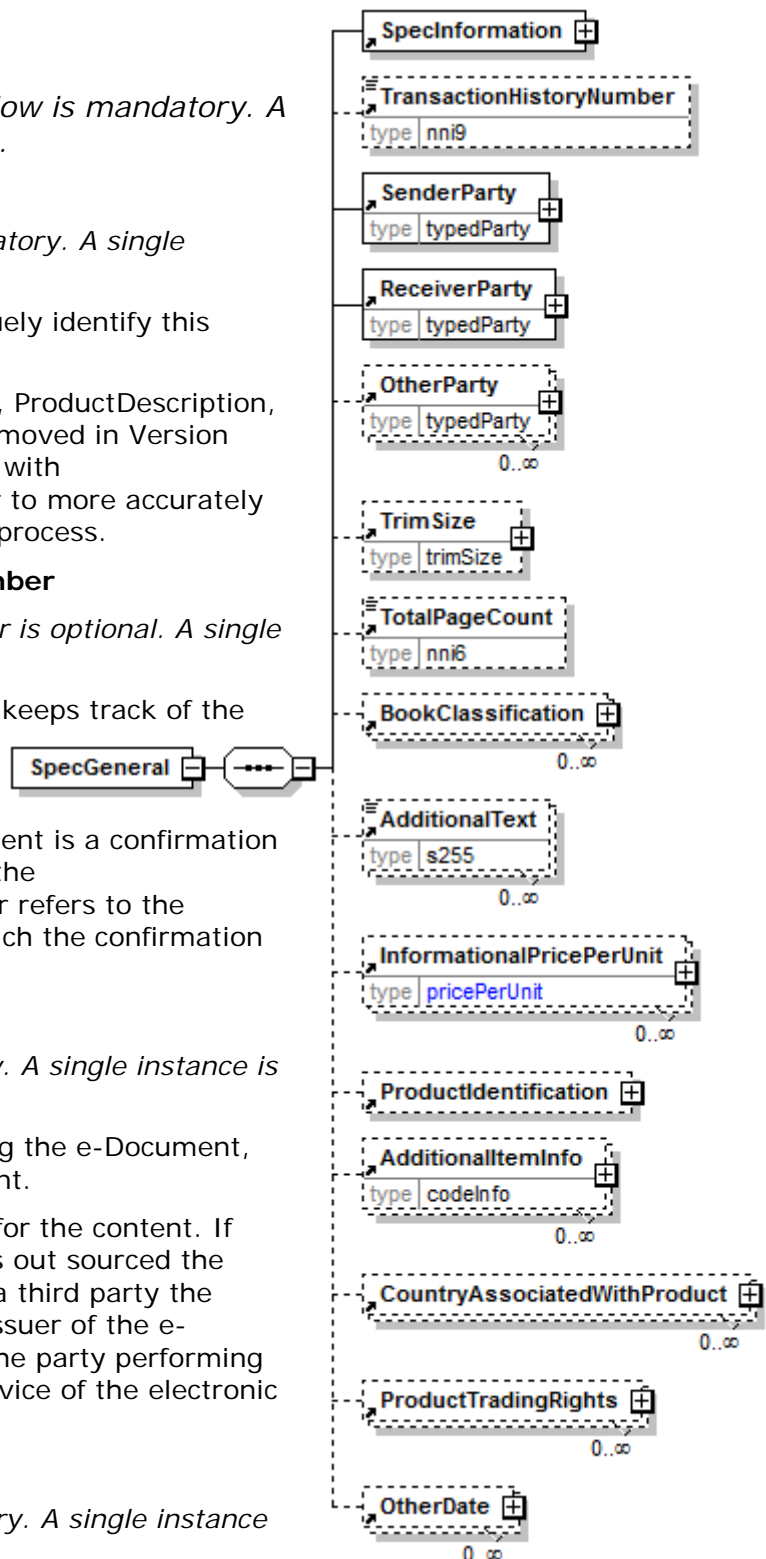 low is mandatory. A
.
atory. A single
uely identify this
, ProductDescription,
moved in Version
with
to more accurately
process.
nber
r is optional. A single
keeps track of the
ent is a confirmation
the
r refers to the
ch the confirmation
y. A single instance is
g the e-Document,
nt.
for the content. If
s out sourced the
a third party the
ssuer of the e-
ne party performing
vice of the electronic
ry. A single instance
SpecGeneral
SpecInformation
TransactionHistoryNumber
type nni9
SenderParty
type typedParty
ReceiverParty
type typedParty
OtherParty
type typedParty
0..∞
TrimSize
type trimSize
TotalPageCount
type nni6
BookClassification
0..∞
AdditionalText
type s255
0..∞
InformationalPricePerUnit
type pricePerUnit
0..∞
ProductIdentification
AdditionalItemInfo
type codeInfo
0..∞
CountryAssociatedWithProduct
0..∞
ProductTradingRights
0..∞
OtherDate
0..∞